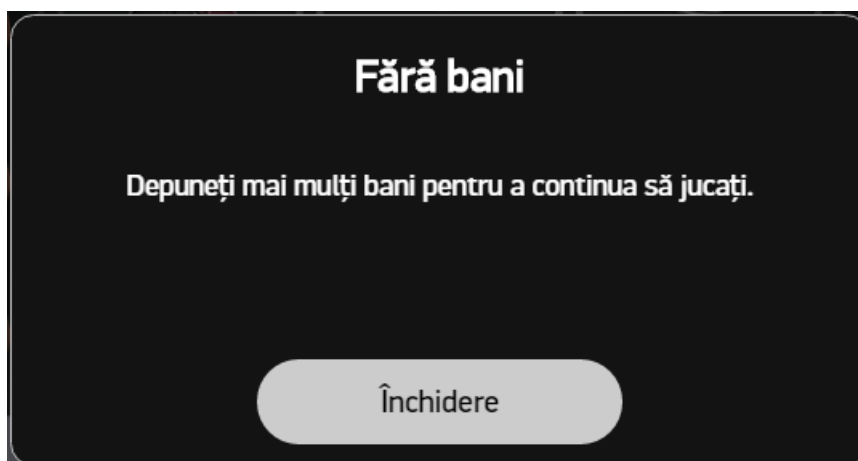 Fără bani
Depuneți mai mulți bani pentru a continua să jucați.
Închidere